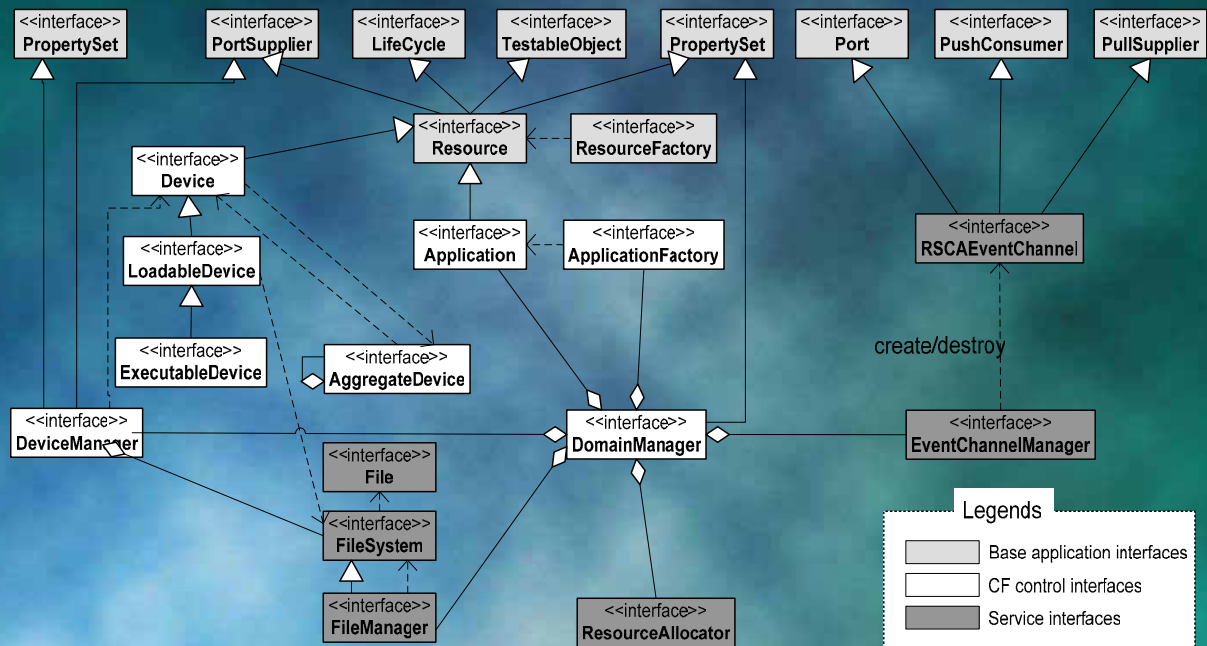 <<interface>>
PropertySet
<<interface>>
PortSupplier
<<interface>>
LifeCycle
<<interface>>
TestableObject
<<interface>>
PropertySet
<<interface>>
Port
<<interface>>
PushConsumer
<<interface>>
PullSupplier
<<interface>>
Resource
<<interface>>
ResourceFactory
<<interface>>
Device
<<interface>>
Application
<<interface>>
ApplicationFactory
<<interface>>
RSCAEventChannel
<<interface>>
LoadableDevice
create/destroy
<<interface>>
ExecutableDevice
<<interface>>
AggregateDevice
<<interface>>
DeviceManager
<<interface>>
DomainManager
<<interface>>
EventChannelManager
<<interface>>
File
<<interface>>
FileSystem
<<interface>>
FileManager
<<interface>>
ResourceAllocator
Legends
Base application interfaces
CF control interfaces
Service interfaces